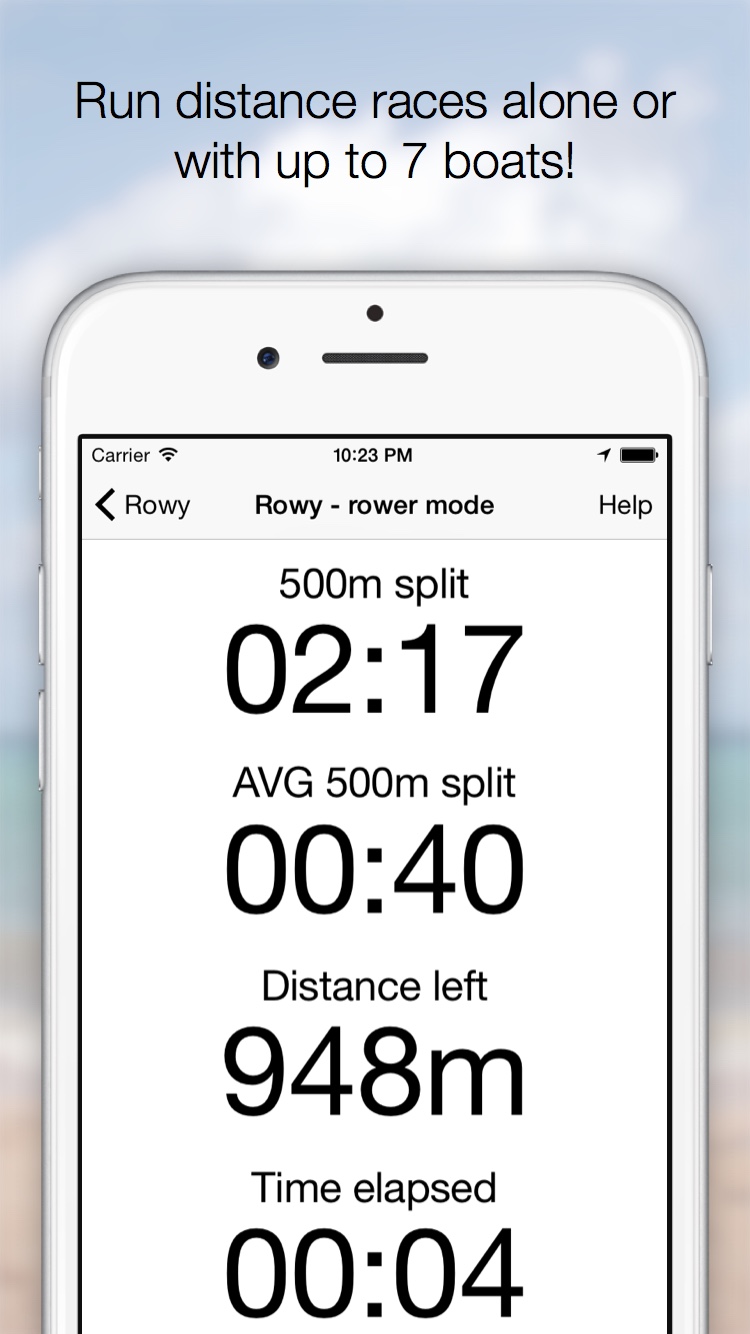 Run distance races alone or
with up to 7 boats!
Carrier 10:23 PM
Rowy Rowy - rower mode Help
500m split
02:17
AVG 500m split
00:40
Distance left
948m
Time elapsed
00:04